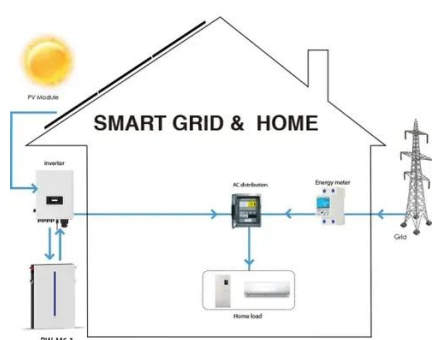 PV Module
SMART GRID & HOME
Inverter
AC distribution
Energy meter
Grid
Home load